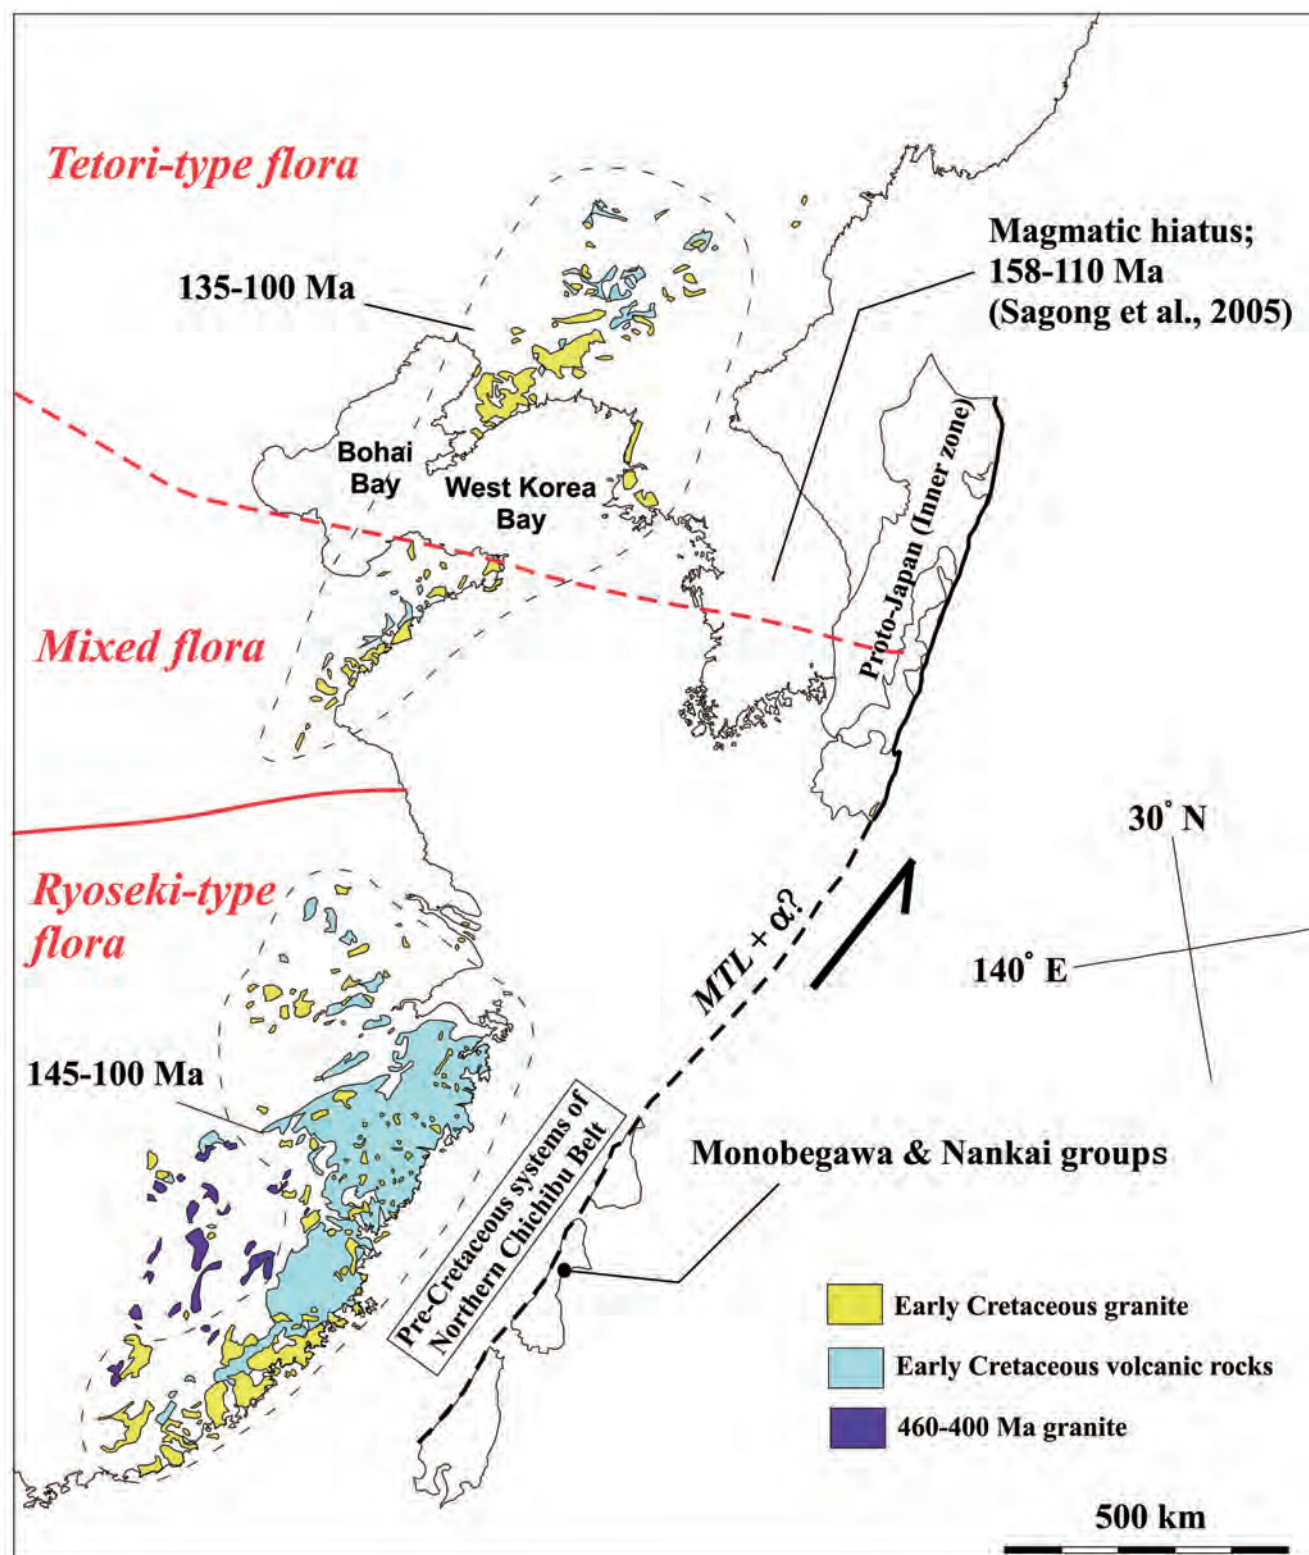 Tetori-type flora
135-100 Ma
Magmatic hiatus;
158-110 Ma
(Sagong et al., 2005)
Bohai
Bay
West Korea
Bay
Proto-Japan (Inner zone)
Mixed flora
30° N
140° E
Ryoseki-type
flora
MTL + α?
145-100 Ma
Pre-Cretaceous systems of
Northern Chichibu Belt
Monobegawa & Nankai groups
Early Cretaceous granite
Early Cretaceous volcanic rocks
460-400 Ma granite
500 km